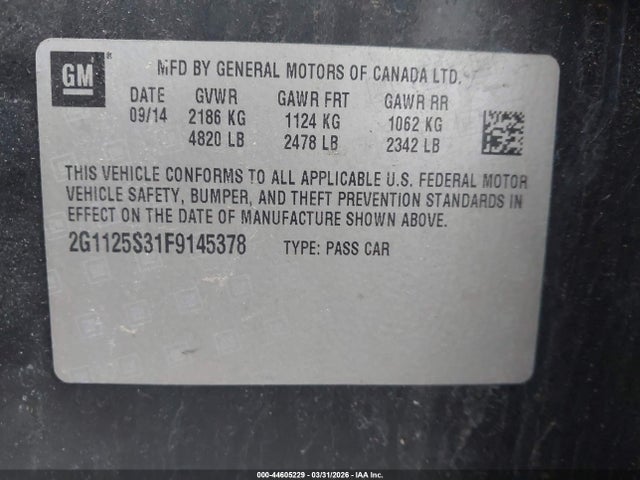 GM
MFD BY GENERAL MOTORS OF CANADA LTD.
DATE GVWR GAWR FRT GAWR RR
09/14 2186 KG 1124 KG 1062 KG
4820 LB 2478 LB 2342 LB
THIS VEHICLE CONFORMS TO ALL APPLICABLE U.S. FEDERAL MOTOR
VEHICLE SAFETY, BUMPER, AND THEFT PREVENTION STANDARDS IN
EFFECT ON THE DATE OF MANUFACTURE SHOWN ABOVE.
2G1125S31F9145378 TYPE: PASS CAR
000-44605229 - 03/31/2026 - IAA Inc.